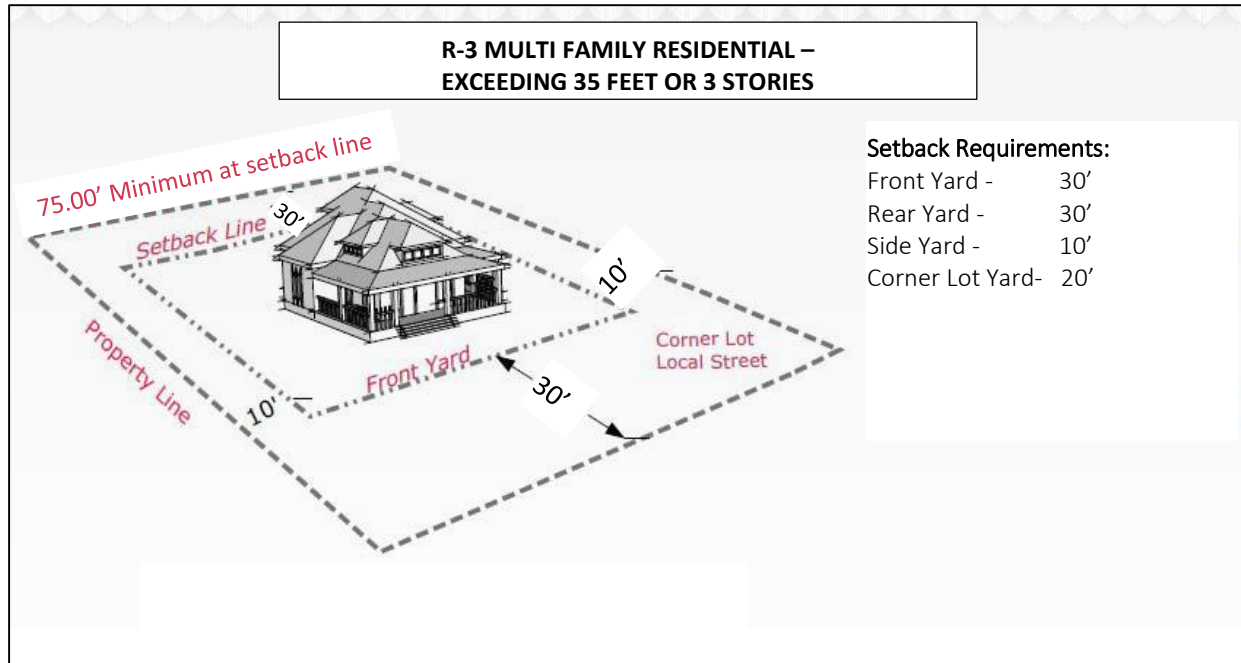 R-3 MULTI FAMILY RESIDENTIAL –
EXCEEDING 35 FEET OR 3 STORIES
75.00’ Minimum at setback line
Setback Line
30’
10’
Property Line
Front Yard
10’
30’
Corner Lot
Local Street
Setback Requirements:
Front Yard - 30’
Rear Yard - 30’
Side Yard - 10’
Corner Lot Yard- 20’